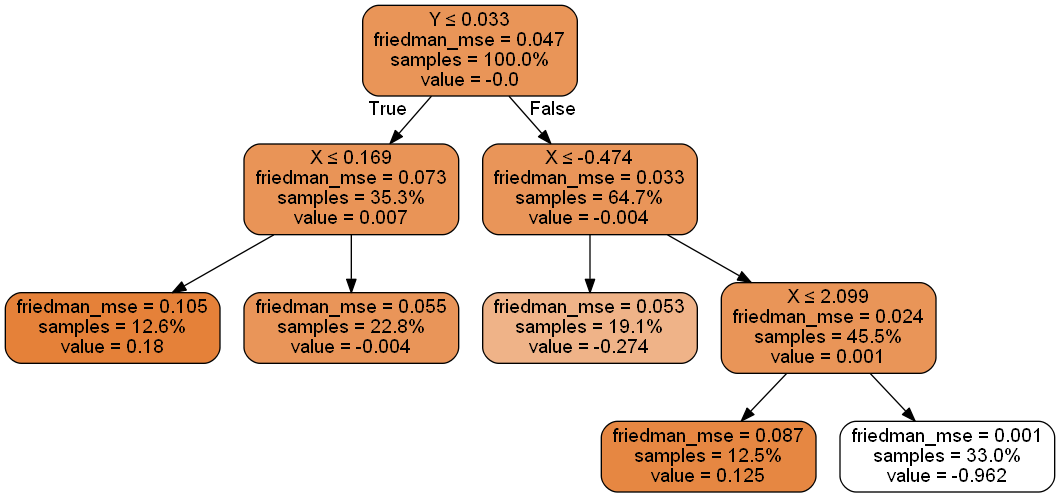 Y ≤ 0.033
friedman_mse = 0.047
samples = 100.0%
value = -0.0
True
False
X ≤ 0.169
friedman_mse = 0.073
samples = 35.3%
value = 0.007
X ≤ -0.474
friedman_mse = 0.033
samples = 64.7%
value = -0.004
friedman_mse = 0.105
samples = 12.6%
value = 0.18
friedman_mse = 0.055
samples = 22.8%
value = -0.004
friedman_mse = 0.053
samples = 19.1%
value = -0.274
X ≤ 2.099
friedman_mse = 0.024
samples = 45.5%
value = 0.001
friedman_mse = 0.087
samples = 12.5%
value = 0.125
friedman_mse = 0.001
samples = 33.0%
value = -0.962